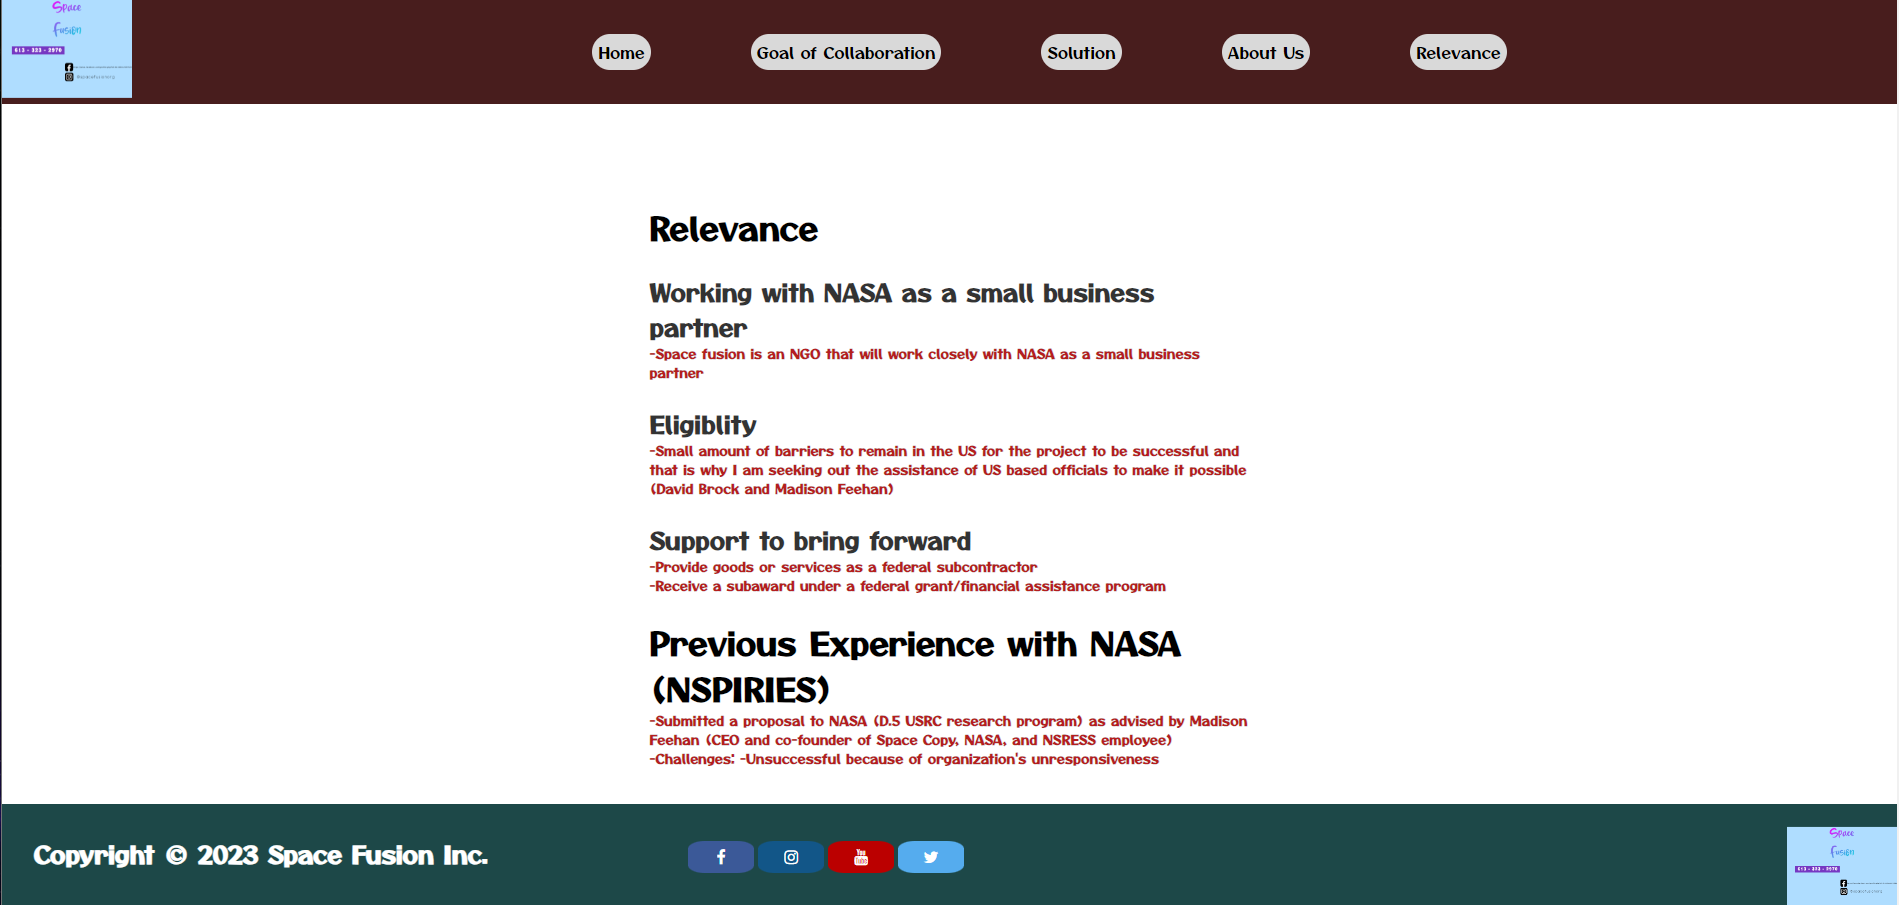 Space
Fusion
613 - 323 - 3970
Home
Goal of Collaboration
Solution
About Us
Relevance
Relevance
Working with NASA as a small business
partner
-Space fusion is an NGO that will work closely with NASA as a small business
partner
Eligiblity
-Small amount of barriers to remain in the US for the project to be successful and
that is why I am seeking out the assistance of US based officials to make it possible
(David Brock and Madison Feehan)
Support to bring forward
-Provide goods or services as a federal subcontractor
-Receive a subaward under a federal grant/financial assistance program
Previous Experience with NASA
(NSPIRIES)
-Submitted a proposal to NASA (D.5 USRC research program) as advised by Madison
Feehan (CEO and co-founder of Space Copy, NASA, and NSRESS employee)
-Challenges: -Unsuccessful because of organization's unresponsiveness
Copyright © 2023 Space Fusion Inc.
You
Tube
Space
Fusion
613 - 323 - 3970